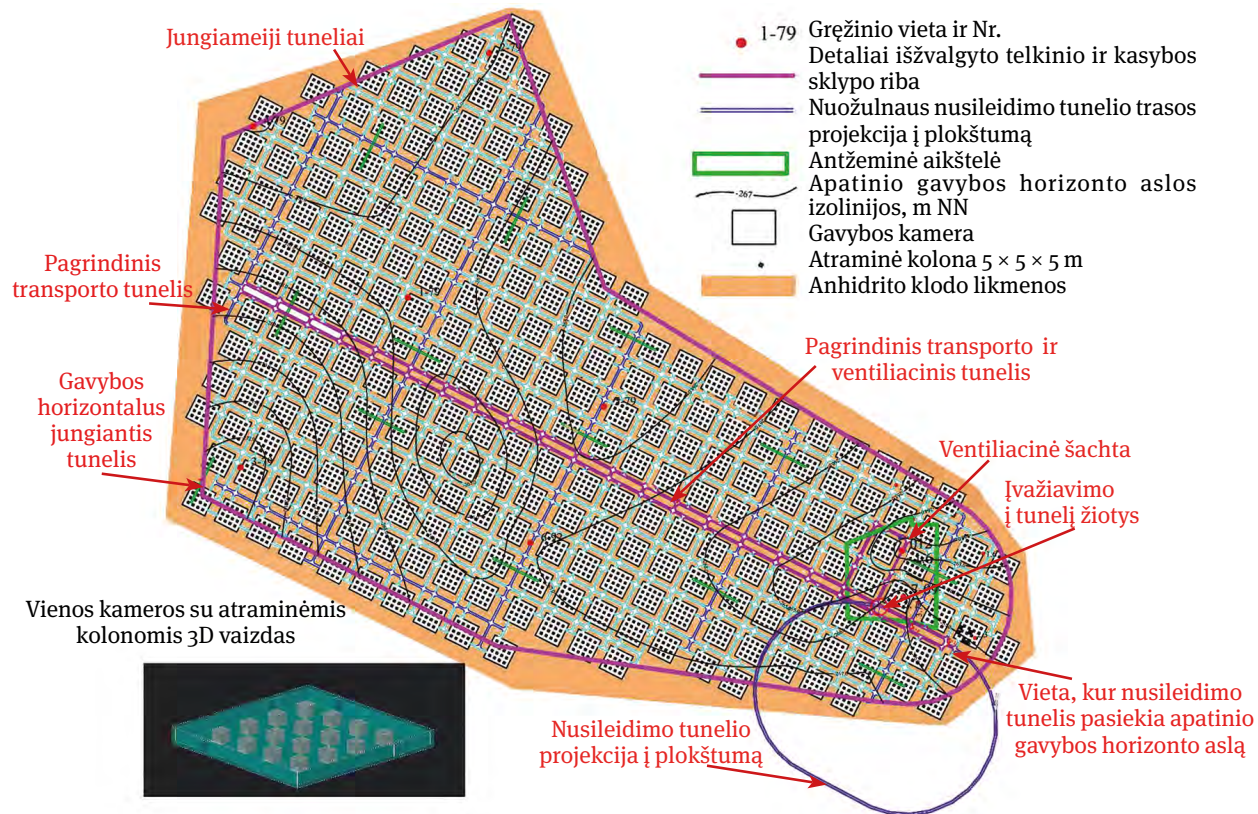 Jungiameiji tuneliai
1-79 Gręžinio vieta ir Nr.
Detaliai išžvalgyto telkinio ir kasybos
sklypo riba
Nuožulnaus nusileidimo tunelio trasos
projekcija į plokštumą
Antžeminė aikštelė
Apatinio gavybos horizonto aslos
-267
izolinijos, m NN
Gavybos kamera
Atraminė kolona 5 × 5 × 5 m
Anhidrito klodo likmenos
Pagrindinis
transporto tunelis
Gavybos
horizontalus
jungiantis
tunelis
Pagrindinis transporto ir
ventiliacinis tunelis
Ventiliacinė šachta
Įvažiavimo
į tunelį žiotys
Vienos kameros su atraminėmis
kolonomis 3D vaizdas
Nusileidimo tunelio
projekcija į plokštumą
Vieta, kur nusileidimo
tunelis pasiekia apatinio
gavybos horizonto aslą